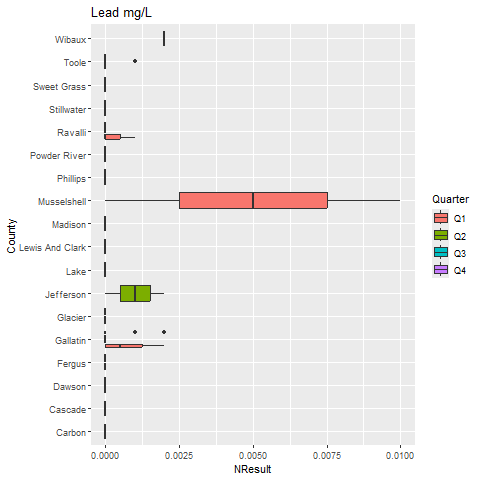 Lead mg/L
Wibaux
Toole
Sweet Grass
Stillwater
Ravalli
Powder River
Phillips
Musselshell
Madison
Lewis And Clark
Lake
Jefferson
Glacier
Gallatin
Fergus
Dawson
Cascade
Carbon
County
0.0000 0.0025 0.0050 0.0075 0.0100
NResult
Quarter
Q1
Q2
Q3
Q4